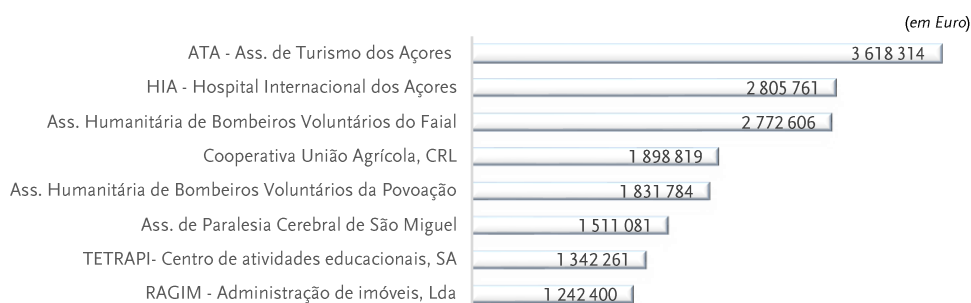 (em Euro)
ATA - Ass. de Turismo dos Açores 3 618 314
HIA - Hospital Internacional dos Açores 2 805 761
Ass. Humanitária de Bombeiros Voluntários do Faial 2 772 606
Cooperativa União Agrícola, CRL 1 898 819
Ass. Humanitária de Bombeiros Voluntários da Povoação 1 831 784
Ass. de Paralesia Cerebral de São Miguel 1 511 081
TETRAPI- Centro de atividades educacionais, SA 1 342 261
RAGIM - Administração de imóveis, Lda 1 242 400